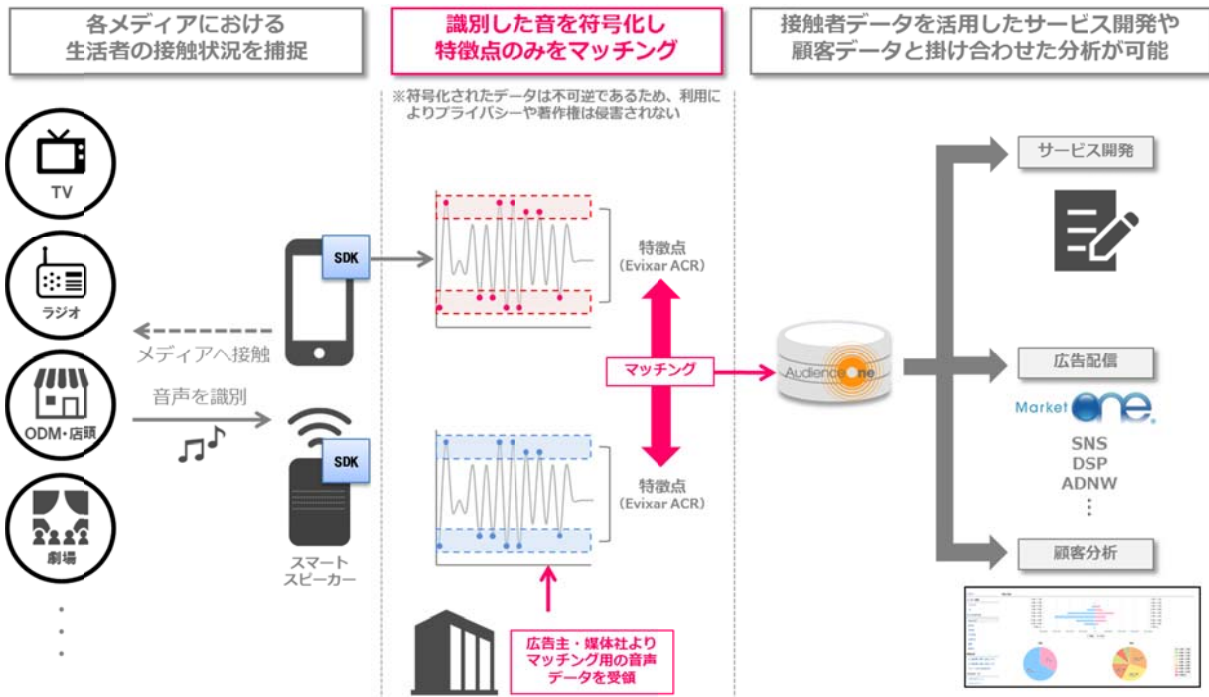 各メディアにおける
生活者の接触状況を捕捉
識別した音を符号化し
特徴点のみをマッチング
接触者データを活用したサービス開発や
顧客データと掛け合わせた分析が可能
※符号化されたデータは不可逆であるため、利用に
よりプライバシーや著作権は侵害されない
TV
ラジオ
ODM・店頭
劇場
SDK
メディアへ接触
音声を識別
SDK
スマート
スピーカー
特徴点
(Evixar ACR)
マッチング
特徴点
(Evixar ACR)
広告主・媒体社より
マッチング用の音声
データを受領
AudienceOne
サービス開発
広告配信
Market One
SNS
DSP
ADNW
顧客分析